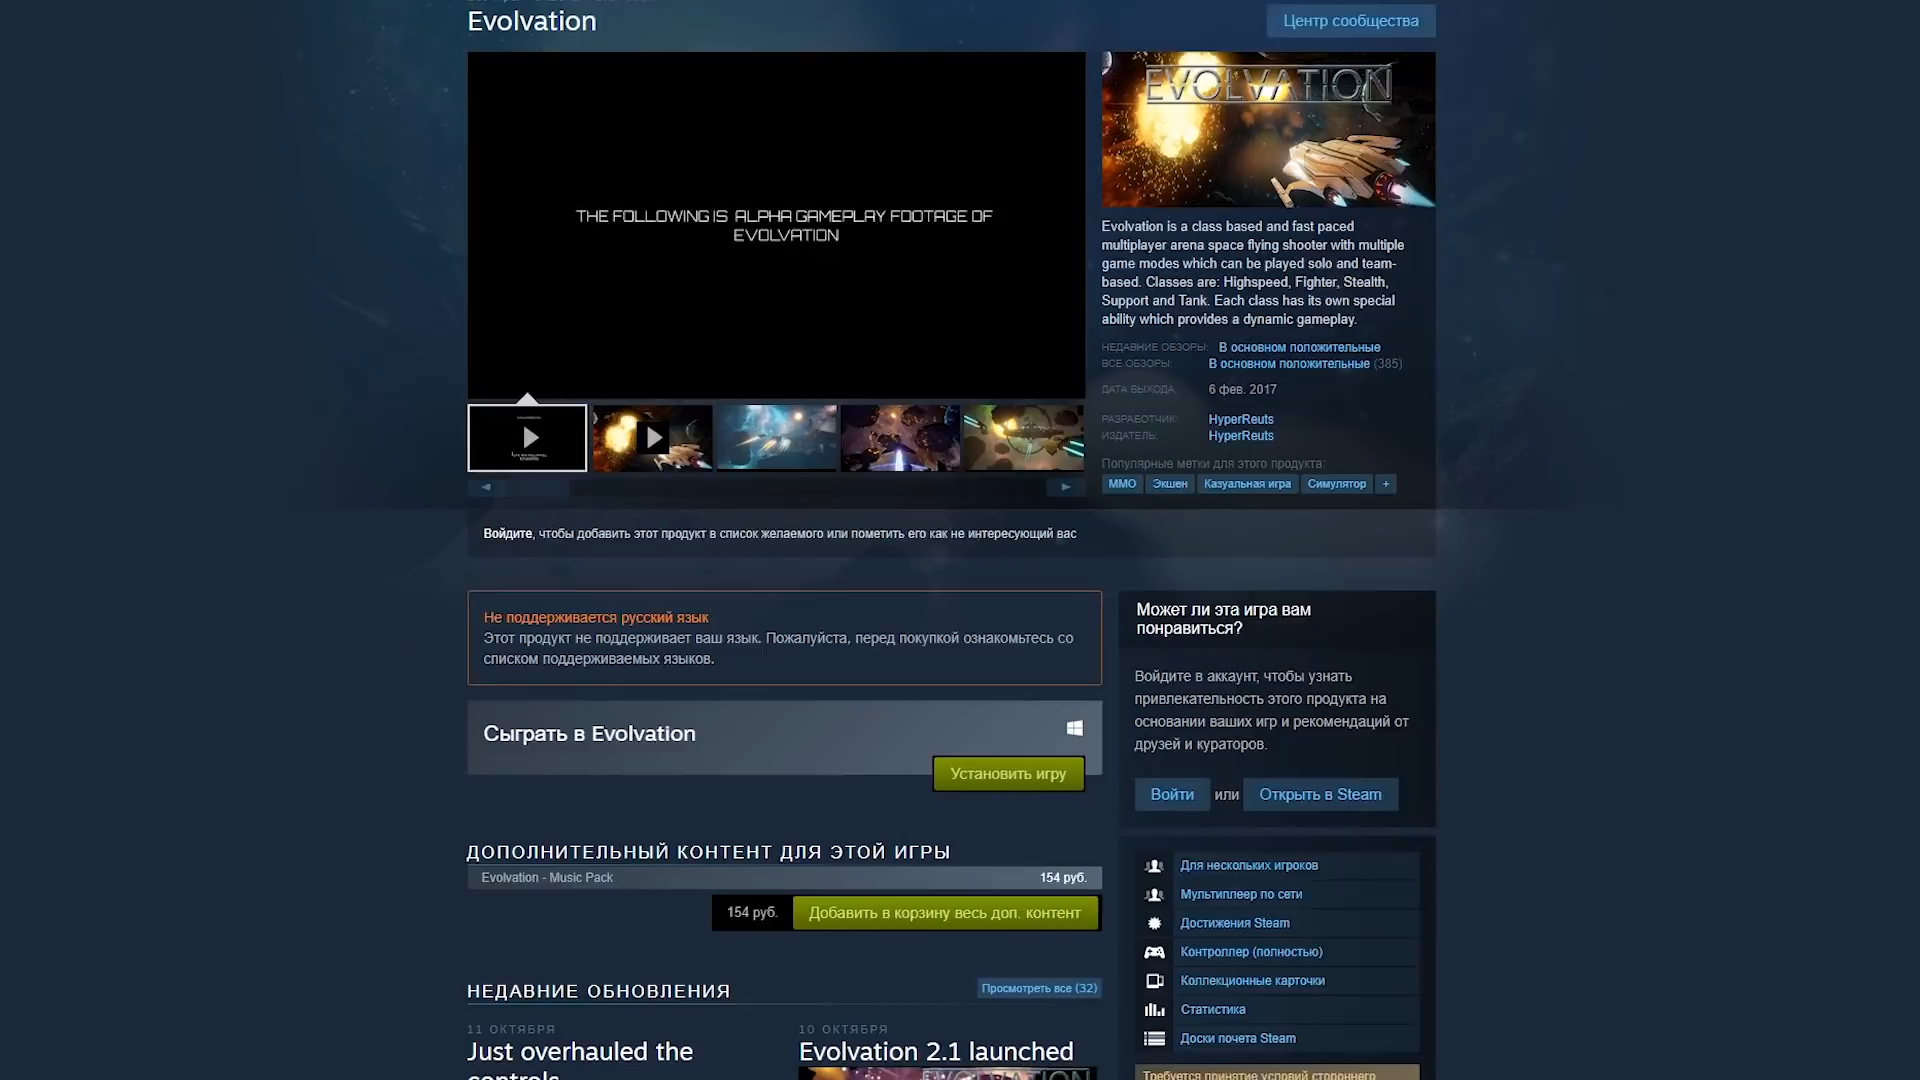 Evolvation
Центр сообщества
THE FOLLOWING IS ALPHA GAMEPLAY FOOTAGE OF
EVOLVATION
EVOLVATION
Evolvation is a class based and fast paced
multiplayer arena space flying shooter with multiple
game modes which can be played solo and team-
based. Classes are: Highspeed, Fighter, Stealth,
Support and Tank. Each class has its own special
ability which provides a dynamic gameplay.
НЕДАВНИЕ ОБЗОРЫ: В основном положительные
ВСЕ ОБЗОРЫ: В основном положительные (385)
ДАТА ВЫХОДА: 6 фев. 2017
РАЗРАБОТЧИК: HyperReuts
ИЗДАТЕЛЬ: HyperReuts
Популярные метки для этого продукта:
ММО Экшен Казуальная игра Симулятор +
Войдите, чтобы добавить этот продукт в список желаемого или пометить его как не интересующий вас
Не поддерживается русский язык
Этот продукт не поддерживает ваш язык. Пожалуйста, перед покупкой ознакомьтесь со
списком поддерживаемых языков.
Сыграть в Evolvation
Установить игру
ДОПОЛНИТЕЛЬНЫЙ КОНТЕНТ ДЛЯ ЭТОЙ ИГРЫ
Evolvation - Music Pack 154 pуб.
154 pуб. Добавить в корзину весь доп. контент
НЕДАВНИЕ ОБНОВЛЕНИЯ
Просмотреть все (32)
11 ОКТЯБРЯ
Just overhauled the
controls
10 ОКТЯБРЯ
Evolvation 2.1 launched
Может ли эта игра вам
понравиться?
Войдите в аккаунт, чтобы узнать
привлекательность этого продукта на
основании ваших игр и рекомендаций от
друзей и кураторов.
Войти или Открыть в Steam
Для нескольких игроков
Мультиплеер по сети
Достижения Steam
Контроллер (полностью)
Коллекционные карточки
Статистика
Доски почета Steam
Требуется принятие условий стороннего